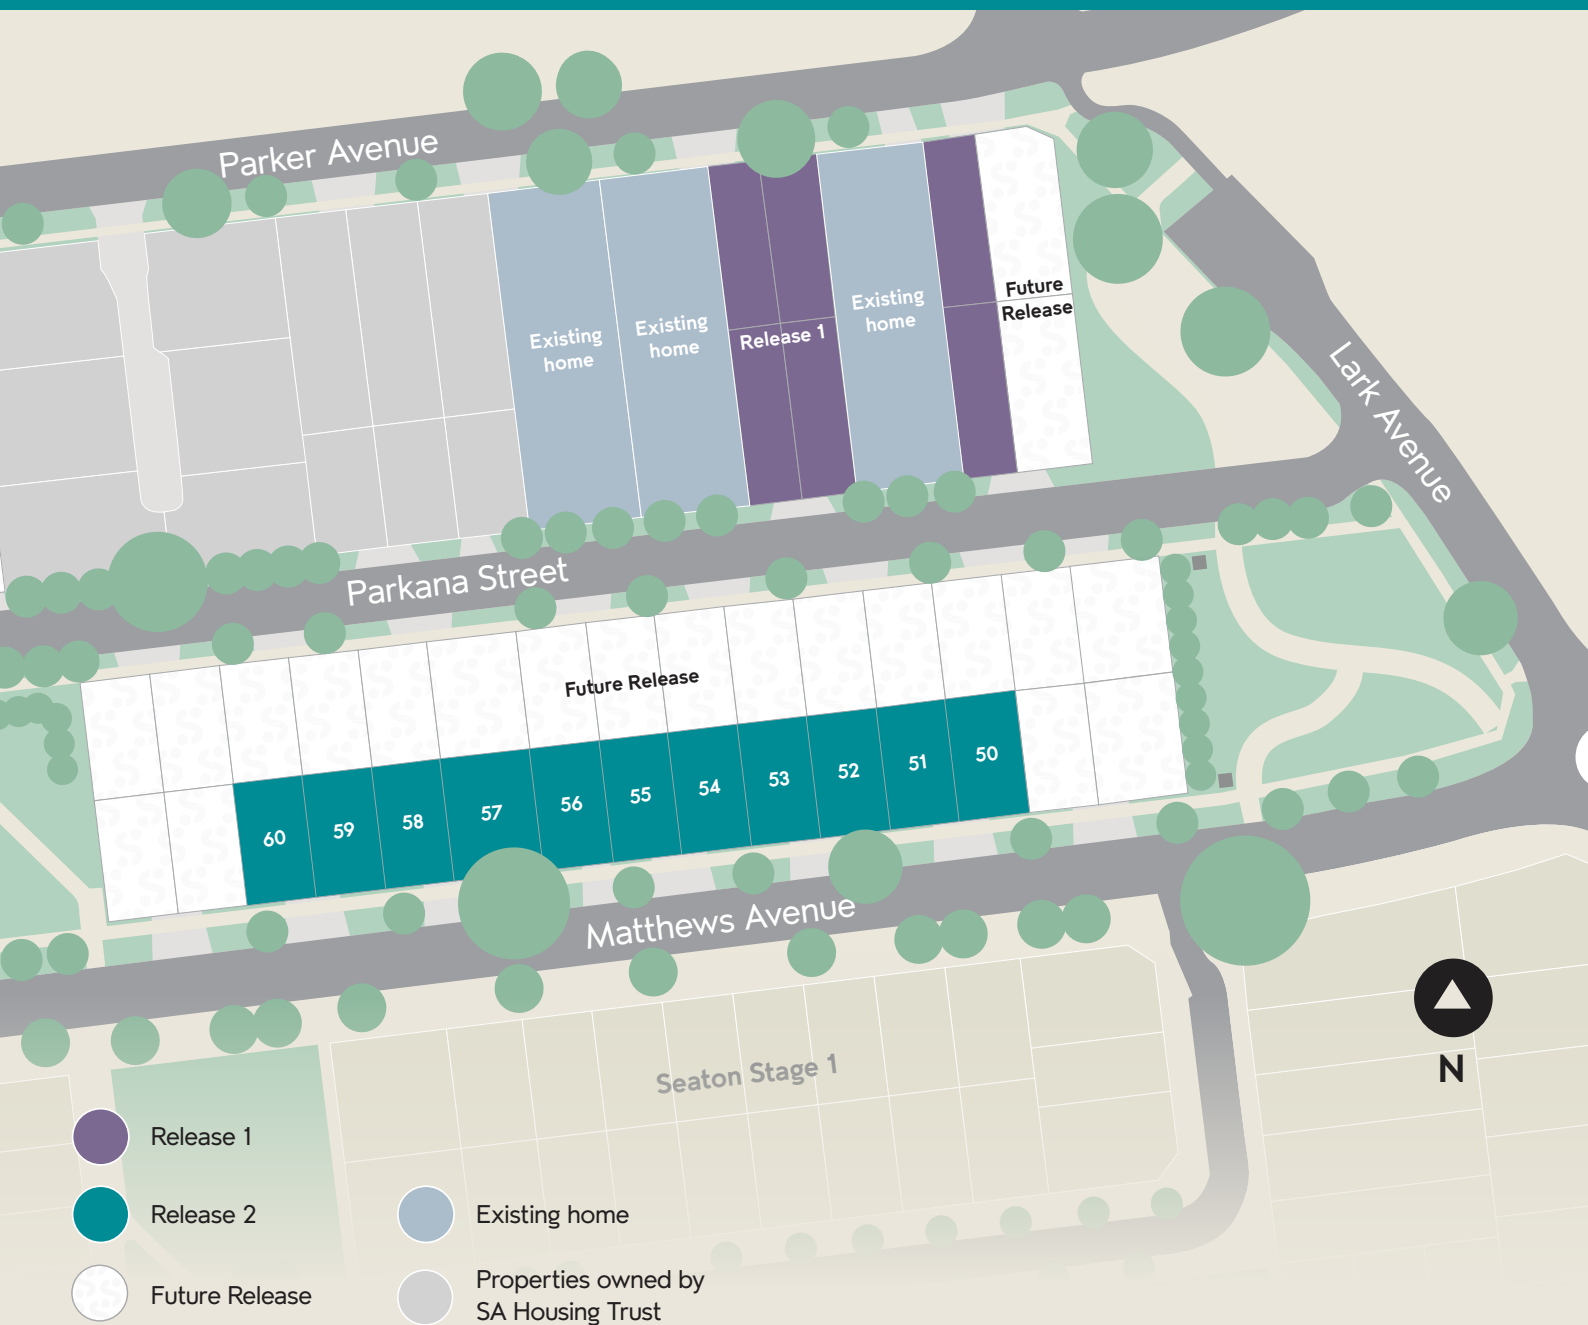 Parker Avenue
Existing
home
Existing
home
Release 1
Existing
home
Future
Release
Lark Avenue
Parkana Street
Future Release
60
59
58
57
56
55
54
53
52
51
50
Matthews Avenue
Seaton Stage 1
N
Release 1
Release 2
Existing home
Future Release
Properties owned by
SA Housing Trust